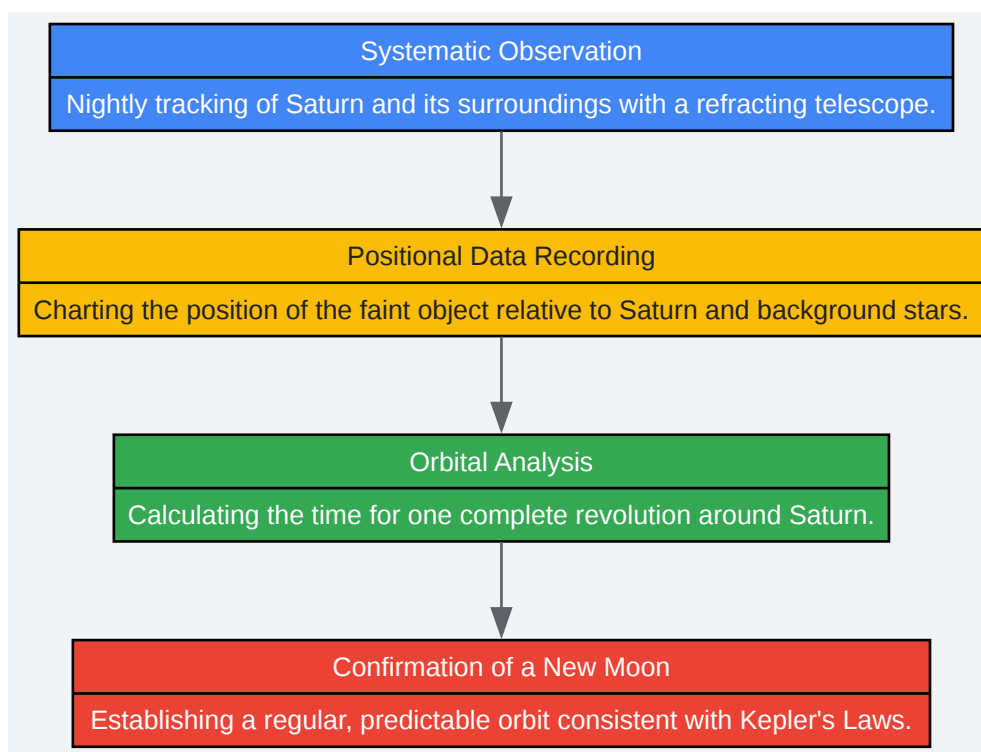 Systematic Observation
Nightly tracking of Saturn and its surroundings with a refracting telescope.
Positional Data Recording
Charting the position of the faint object relative to Saturn and background stars.
Orbital Analysis
Calculating the time for one complete revolution around Saturn.
Confirmation of a New Moon
Establishing a regular, predictable orbit consistent with Kepler's Laws.